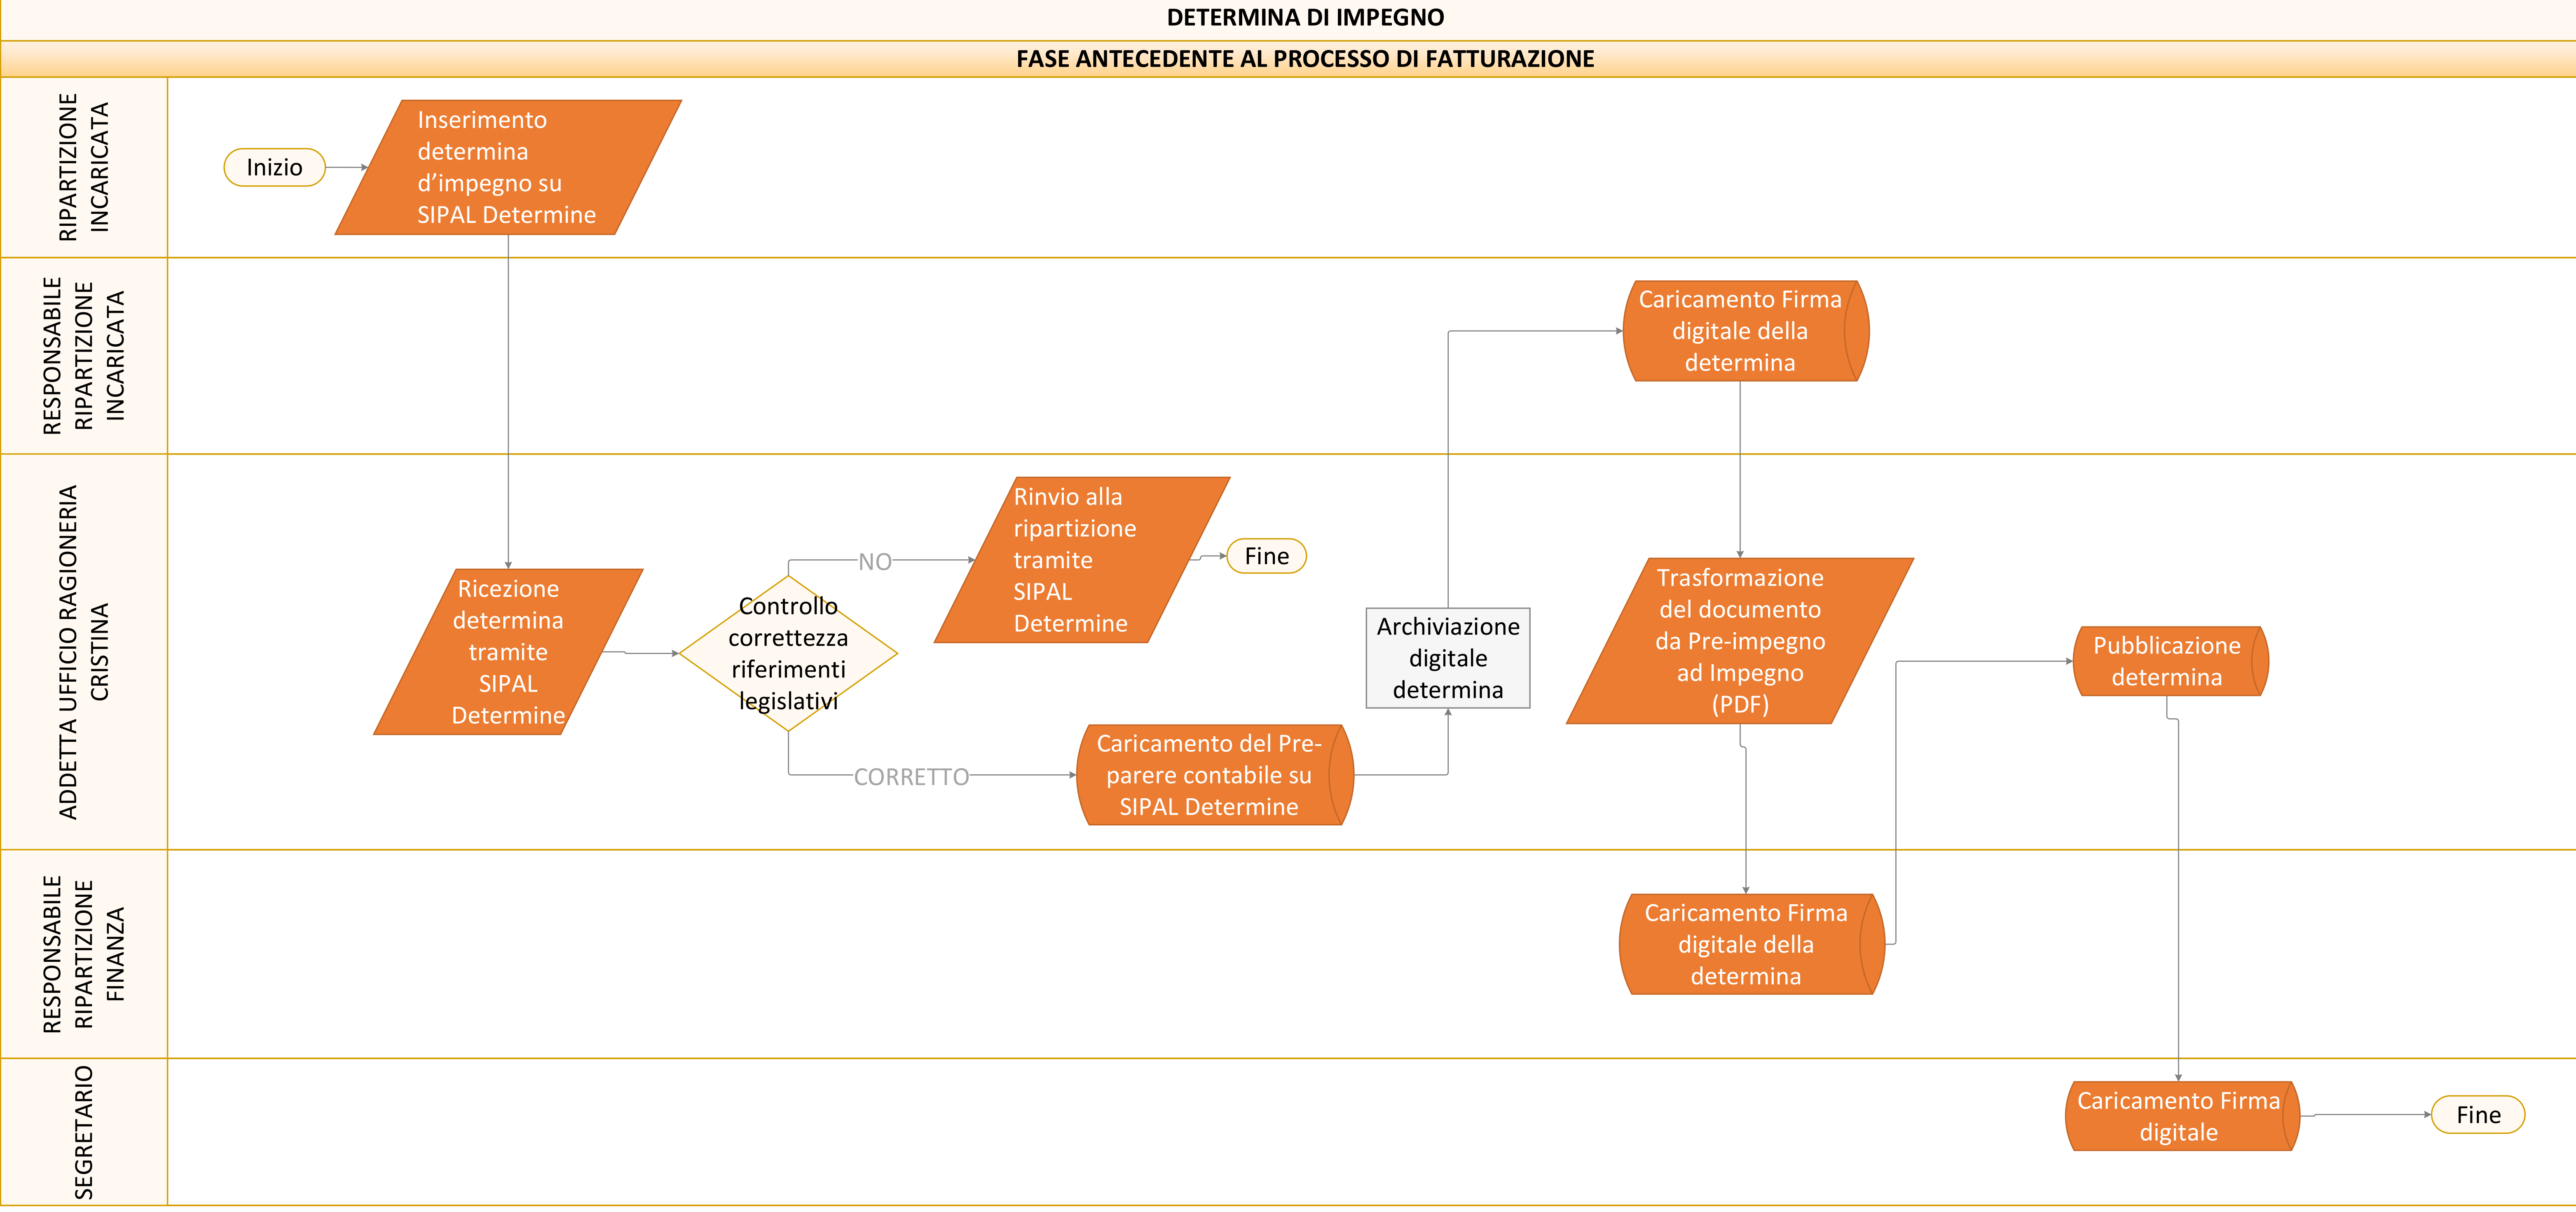 DETERMINA DI IMPEGNO
FASE ANTECEDENTE AL PROCESSO DI FATTURAZIONE
RIPARTIZIONE
INCARICATA
Inizio
Inserimento
determina
d’impegno su
SIPAL Determine
RESPONSABILE
RIPARTIZIONE
INCARICATA
Caricamento Firma
digitale della
determina
ADDETTA UFFICIO RAGIONERIA
CRISTINA
Ricezione
determina
tramite
SIPAL
Determine
Controllo
correttezza
riferimenti
legislativi
NO
Rinvio alla
ripartizione
tramite
SIPAL
Determine
Fine
CORRETTO
Caricamento del Pre-
parere contabile su
SIPAL Determine
Archiviazione
digitale
determina
Trasformazione
del documento
da Pre-impegno
ad Impegno
(PDF)
Pubblicazione
determina
RESPONSABILE
RIPARTIZIONE
FINANZA
Caricamento Firma
digitale della
determina
SEGRETARIO
Caricamento Firma
digitale
Fine